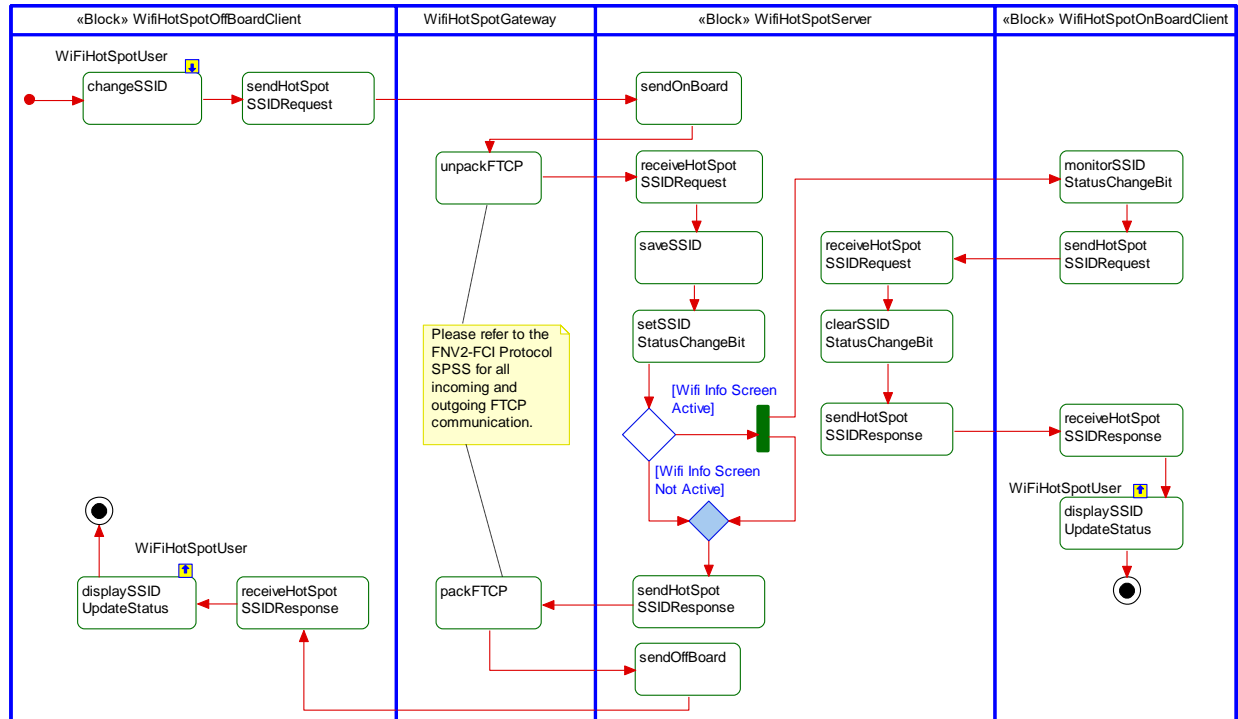 «Block» WifiHotSpotOffBoardClient
WifiHotSpotGateway
«Block» WifiHotSpotServer
«Block» WifiHotSpotOnBoardClient
WiFiHotSpotUser
changeSSID
sendHotSpot
SSIDRequest
sendOnBoard
unpackFTCP
receiveHotSpot
SSIDRequest
monitorSSID
StatusChangeBit
saveSSID
receiveHotSpot
SSIDRequest
sendHotSpot
SSIDRequest
setSSID
StatusChangeBit
clearSSID
StatusChangeBit
Please refer to the
FNV2-FCI Protocol
SPSS for all
incoming and
outgoing FTCP
communication.
[Wifi Info Screen
Active]
sendHotSpot
SSIDResponse
receiveHotSpot
SSIDResponse
[Wifi Info Screen
Not Active]
WiFiHotSpotUser
displaySSID
UpdateStatus
WiFiHotSpotUser
displaySSID
UpdateStatus
receiveHotSpot
SSIDResponse
packFTCP
sendHotSpot
SSIDResponse
sendOffBoard